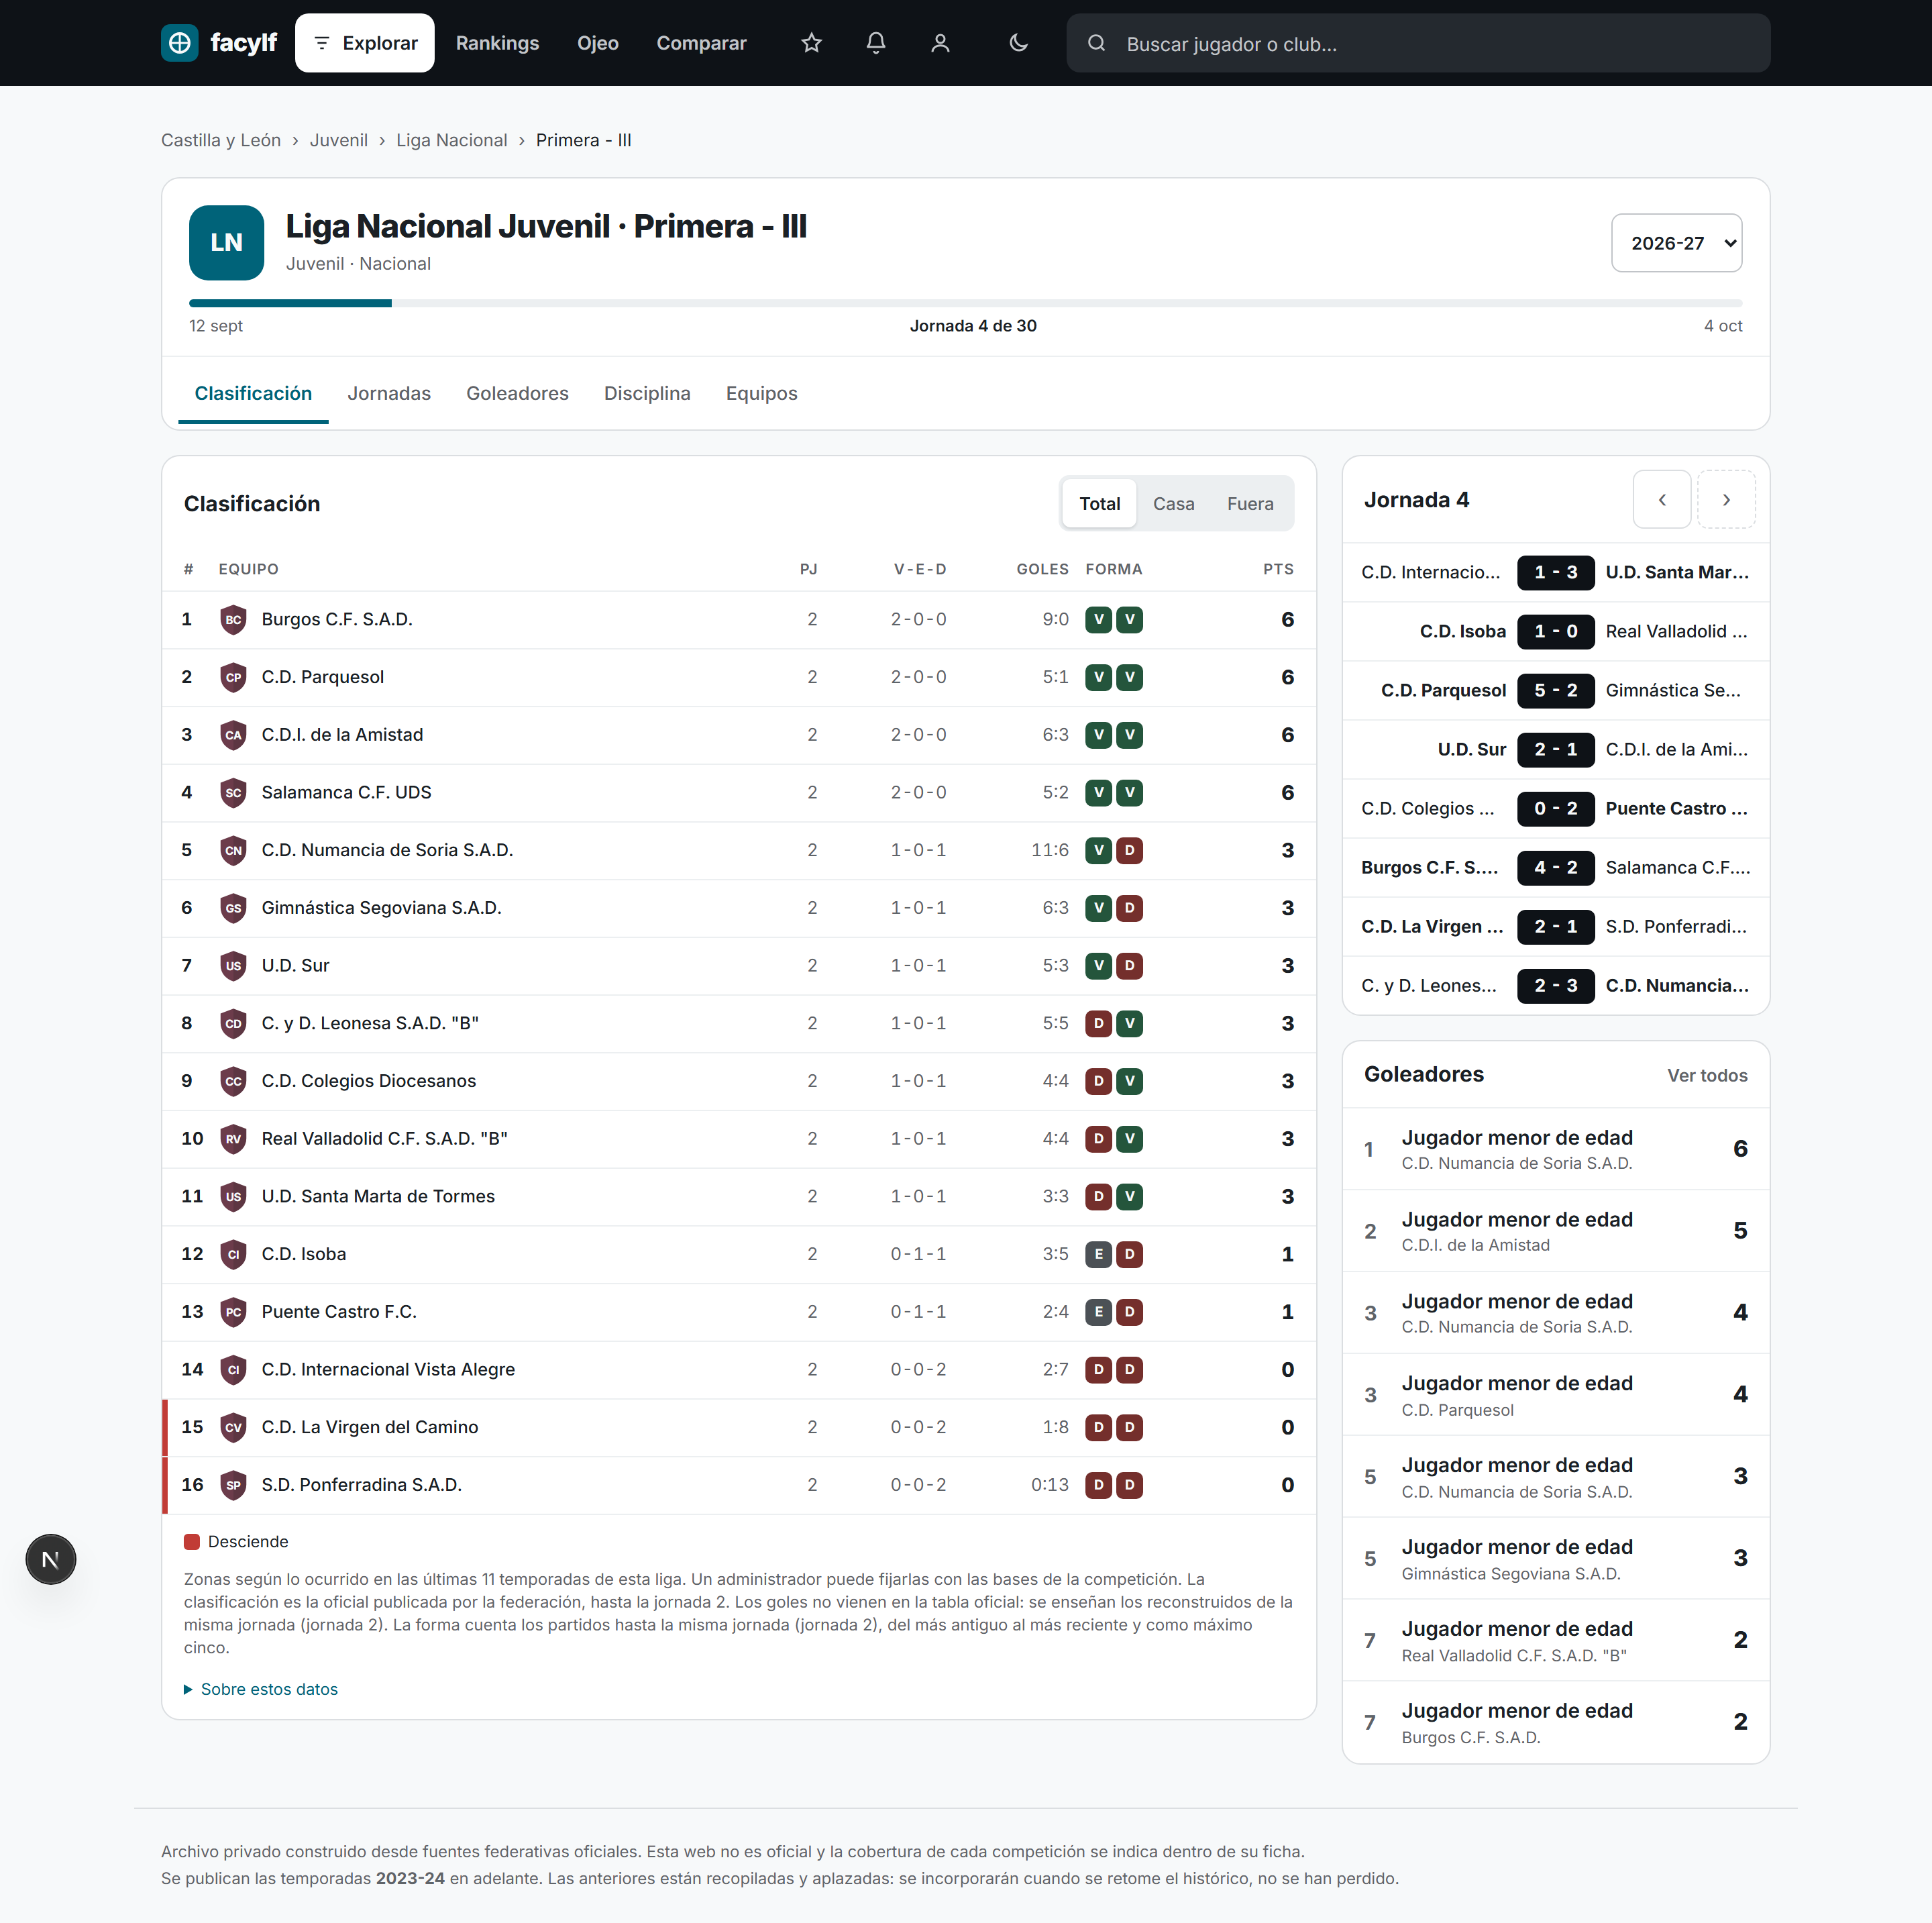 facylf Explorar Rankings Ojeo Comparar Buscar jugador o club...
Castilla y León › Juvenil › Liga Nacional › Primera - III
LN
Liga Nacional Juvenil · Primera - III
Juvenil · Nacional
2026-27
12 sept Jornada 4 de 30 4 oct
Clasificación Jornadas Goleadores Disciplina Equipos
Clasificación
Total Casa Fuera
# EQUIPO PJ V-E-D GOLES FORMA PTS
1 BC Burgos C.F. S.A.D. 2 2-0-0 9:0 V V 6
2 CP C.D. Parquesol 2 2-0-0 5:1 V V 6
3 CA C.D.I. de la Amistad 2 2-0-0 6:3 V V 6
4 SC Salamanca C.F. UDS 2 2-0-0 5:2 V V 6
5 CN C.D. Numancia de Soria S.A.D. 2 1-0-1 11:6 V D 3
6 GS Gimnástica Segoviana S.A.D. 2 1-0-1 6:3 V D 3
7 US U.D. Sur 2 1-0-1 5:3 V D 3
8 CD C. y D. Leonesa S.A.D. "B" 2 1-0-1 5:5 D V 3
9 CC C.D. Colegios Diocesanos 2 1-0-1 4:4 D V 3
10 RV Real Valladolid C.F. S.A.D. "B" 2 1-0-1 4:4 D V 3
11 US U.D. Santa Marta de Tormes 2 1-0-1 3:3 D V 3
12 CI C.D. Isoba 2 0-1-1 3:5 E D 1
13 PC Puente Castro F.C. 2 0-1-1 2:4 E D 1
14 CI C.D. Internacional Vista Alegre 2 0-0-2 2:7 D D 0
15 CV C.D. La Virgen del Camino 2 0-0-2 1:8 D D 0
16 SP S.D. Ponferradina S.A.D. 2 0-0-2 0:13 D D 0
Desciende
Zonas según lo ocurrido en las últimas 11 temporadas de esta liga. Un administrador puede fijarlas con las bases de la competición. La
clasificación es la oficial publicada por la federación, hasta la jornada 2. Los goles no vienen en la tabla oficial: se enseñan los reconstruidos de la
misma jornada (jornada 2). La forma cuenta los partidos hasta la misma jornada (jornada 2), del más antiguo al más reciente y como máximo
cinco.
▶ Sobre estos datos
Jornada 4 ‹ ›
C.D. Internacio... 1 - 3 U.D. Santa Mar...
C.D. Isoba 1 - 0 Real Valladolid ...
C.D. Parquesol 5 - 2 Gimnástica Se...
U.D. Sur 2 - 1 C.D.I. de la Ami...
C.D. Colegios ... 0 - 2 Puente Castro ...
Burgos C.F. S.... 4 - 2 Salamanca C.F....
C.D. La Virgen ... 2 - 1 S.D. Ponferradi...
C. y D. Leones... 2 - 3 C.D. Numancia...
Goleadores Ver todos
1 Jugador menor de edad 6
C.D. Numancia de Soria S.A.D.
2 Jugador menor de edad 5
C.D.I. de la Amistad
3 Jugador menor de edad 4
C.D. Numancia de Soria S.A.D.
3 Jugador menor de edad 4
C.D. Parquesol
5 Jugador menor de edad 3
C.D. Numancia de Soria S.A.D.
5 Jugador menor de edad 3
Gimnástica Segoviana S.A.D.
7 Jugador menor de edad 2
Real Valladolid C.F. S.A.D. "B"
7 Jugador menor de edad 2
Burgos C.F. S.A.D.
N
Archivo privado construido desde fuentes federativas oficiales. Esta web no es oficial y la cobertura de cada competición se indica dentro de su ficha.
Se publican las temporadas 2023-24 en adelante. Las anteriores están recopiladas y aplazadas: se incorporarán cuando se retome el histórico, no se han perdido.